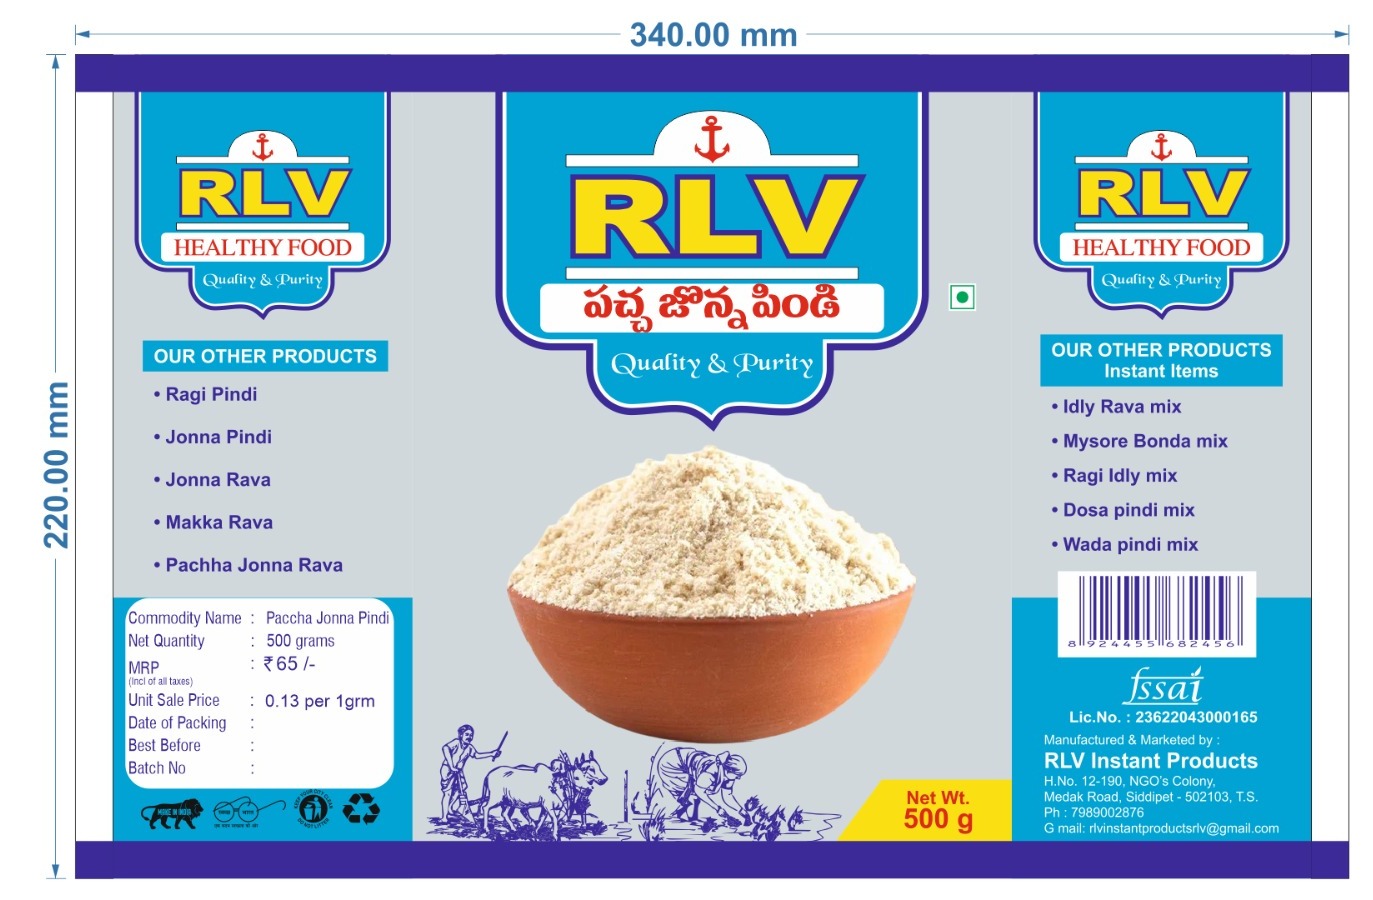 340.00 mm
220.00 mm
RLV
HEALTHY FOOD
Quality & Purity
OUR OTHER PRODUCTS
• Ragi Pindi
• Jonna Pindi
• Jonna Rava
• Makka Rava
• Pachha Jonna Rava
Commodity Name : Paccha Jonna Pindi
Net Quantity : 500 grams
MRP : ₹ 65 /-
(Incl of all taxes)
Unit Sale Price : 0.13 per 1grm
Date of Packing :
Best Before :
Batch No :
MAKE IN INDIA
RLV
పచ్చ జొన్న పిండి
Quality & Purity
Net Wt.
500 g
RLV
HEALTHY FOOD
Quality & Purity
OUR OTHER PRODUCTS
Instant Items
• Idly Rava mix
• Mysore Bonda mix
• Ragi Idly mix
• Dosa pindi mix
• Wada pindi mix
8 924455 682456
fssai
Lic.No. : 23622043000165
Manufactured & Marketed by :
RLV Instant Products
H.No. 12-190, NGO's Colony,
Medak Road, Siddipet - 502103, T.S.
Ph : 7989002876
G mail: rlvinstantproductsrlv@gmail.com